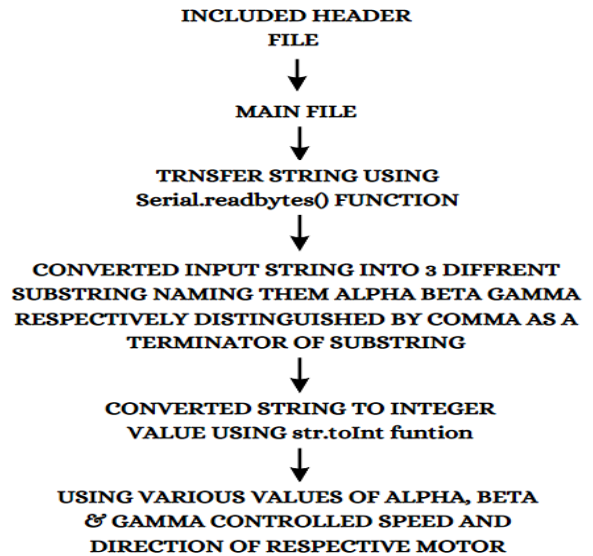 INCLUDED HEADER
FILE
MAIN FILE
TRNSFER STRING USING
Serial.readbytes() FUNCTION
CONVERTED INPUT STRING INTO 3 DIFFRENT
SUBSTRING NAMING THEM ALPHA BETA GAMMA
RESPECTIVELY DISTINGUISHED BY COMMA AS A
TERMINATOR OF SUBSTRING
CONVERTED STRING TO INTEGER
VALUE USING str.toInt funtion
USING VARIOUS VALUES OF ALPHA, BETA
& GAMMA CONTROLLED SPEED AND
DIRECTION OF RESPECTIVE MOTOR